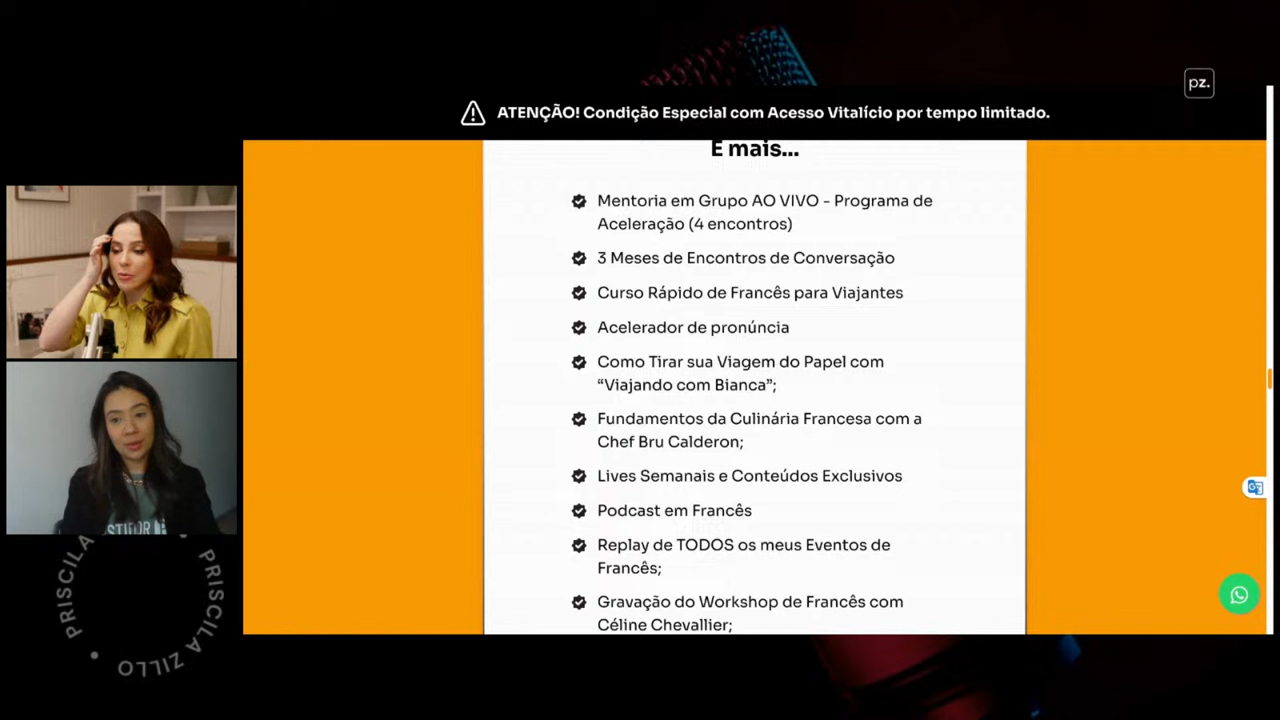 pz.
ATENÇÃO! Condição Especial com Acesso Vitalício por tempo limitado.
E mais...
Mentoria em Grupo AO VIVO - Programa de
Aceleração (4 encontros)
3 Meses de Encontros de Conversação
Curso Rápido de Francês para Viajantes
Acelerador de pronúncia
Como Tirar sua Viagem do Papel com
“Viajando com Bianca”;
Fundamentos da Culinária Francesa com a
Chef Bru Calderon;
Lives Semanais e Conteúdos Exclusivos
Podcast em Francês
Replay de TODOS os meus Eventos de
Francês;
Gravação do Workshop de Francês com
Céline Chevallier;
PRISCILA • PRISCILA ZILLO •